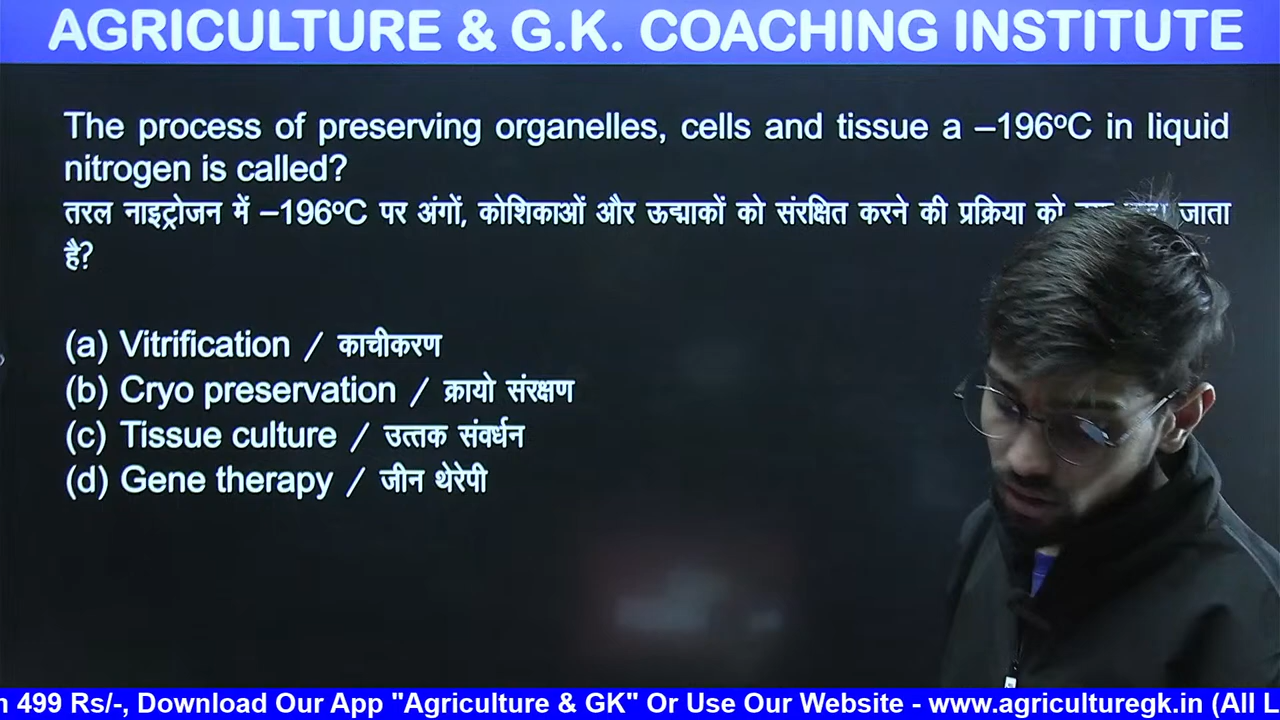 AGRICULTURE & G.K. COACHING INSTITUTE
The process of preserving organelles, cells and tissue a –196ºC in liquid
nitrogen is called?
तरल नाइट्रोजन में –196ºC पर अंगों, कोशिकाओं और ऊद्माकों को संरक्षित करने की प्रक्रिया को जाता
है?
(a) Vitrification / काचीकरण
(b) Cryo preservation / क्रायो संरक्षण
(c) Tissue culture / उत्तक संवर्धन
(d) Gene therapy / जीन थेरेपी
499 Rs/-, Download Our App "Agriculture & GK" Or Use Our Website - www.agriculturegk.in (All